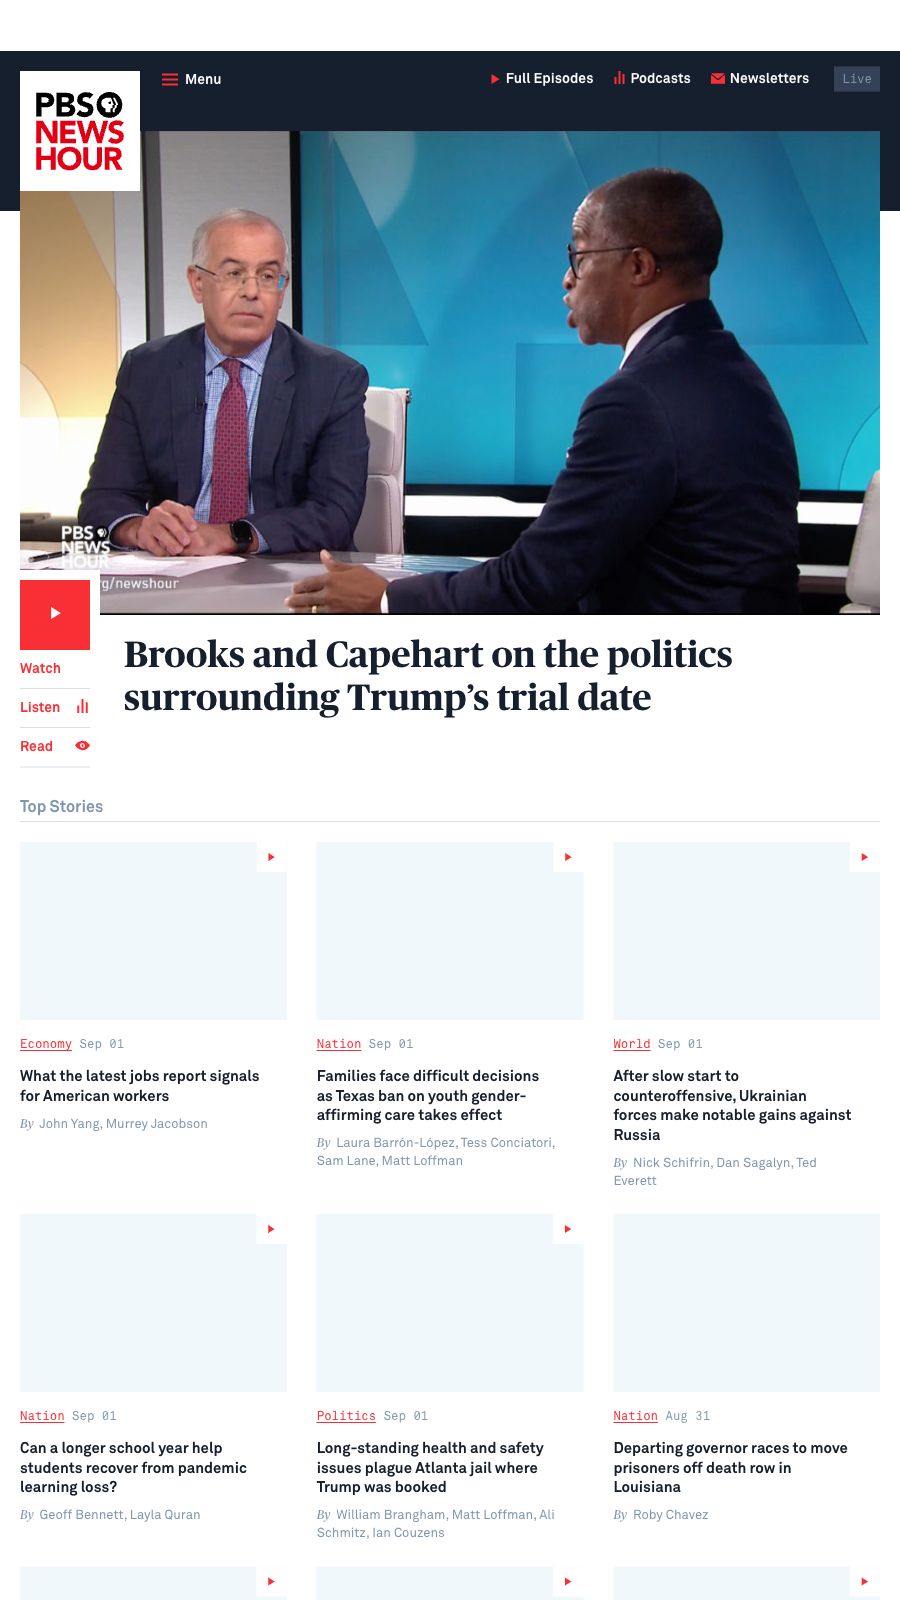 Menu
Full Episodes
Podcasts
Newsletters
Live
PBS
NEWS
HOUR
PBS
NEWS
HOUR
rg/newshour
Brooks and Capehart on the politics
surrounding Trump’s trial date
Watch
Listen
Read
Top Stories
Economy Sep 01
What the latest jobs report signals
for American workers
By John Yang, Murrey Jacobson
Nation Sep 01
Families face difficult decisions
as Texas ban on youth gender-
affirming care takes effect
By Laura Barrón-López, Tess Conciatori,
Sam Lane, Matt Loffman
World Sep 01
After slow start to
counteroffensive, Ukrainian
forces make notable gains against
Russia
By Nick Schifrin, Dan Sagalyn, Ted
Everett
Nation Sep 01
Can a longer school year help
students recover from pandemic
learning loss?
By Geoff Bennett, Layla Quran
Politics Sep 01
Long-standing health and safety
issues plague Atlanta jail where
Trump was booked
By William Brangham, Matt Loffman, Ali
Schmitz, Ian Couzens
Nation Aug 31
Departing governor races to move
prisoners off death row in
Louisiana
By Roby Chavez